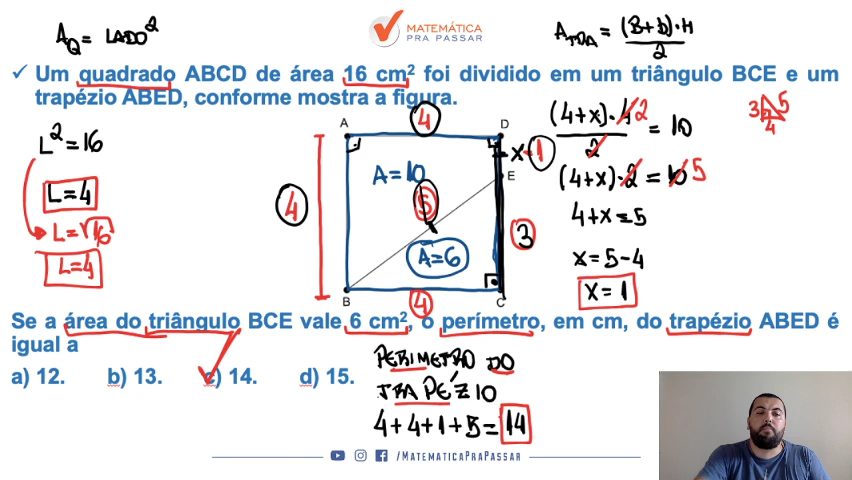 A_Q = LADO²
MATEMÁTICA
PRA PASSAR
A_TRA = (B+b)·H / 2
✓ Um quadrado ABCD de área 16 cm² foi dividido em um triângulo BCE e um
trapézio ABED, conforme mostra a figura.
L² = 16
L=4
L=√16
L=4
4
A
D
4
A=10
5
A=6
x
1
E
3
B
4
C
(4+x)·4 2 / 2 = 10
(4+x)·2 = 10 5
4+x=5
x=5-4
x=1
3 5
4
Se a área do triângulo BCE vale 6 cm², o perímetro, em cm, do trapézio ABED é
igual a
a) 12. b) 13. c) 14. d) 15.
PERIMETRO DO
TRAPÉZIO
4+4+1+5=14
/MATEMATICAPRAPASSAR